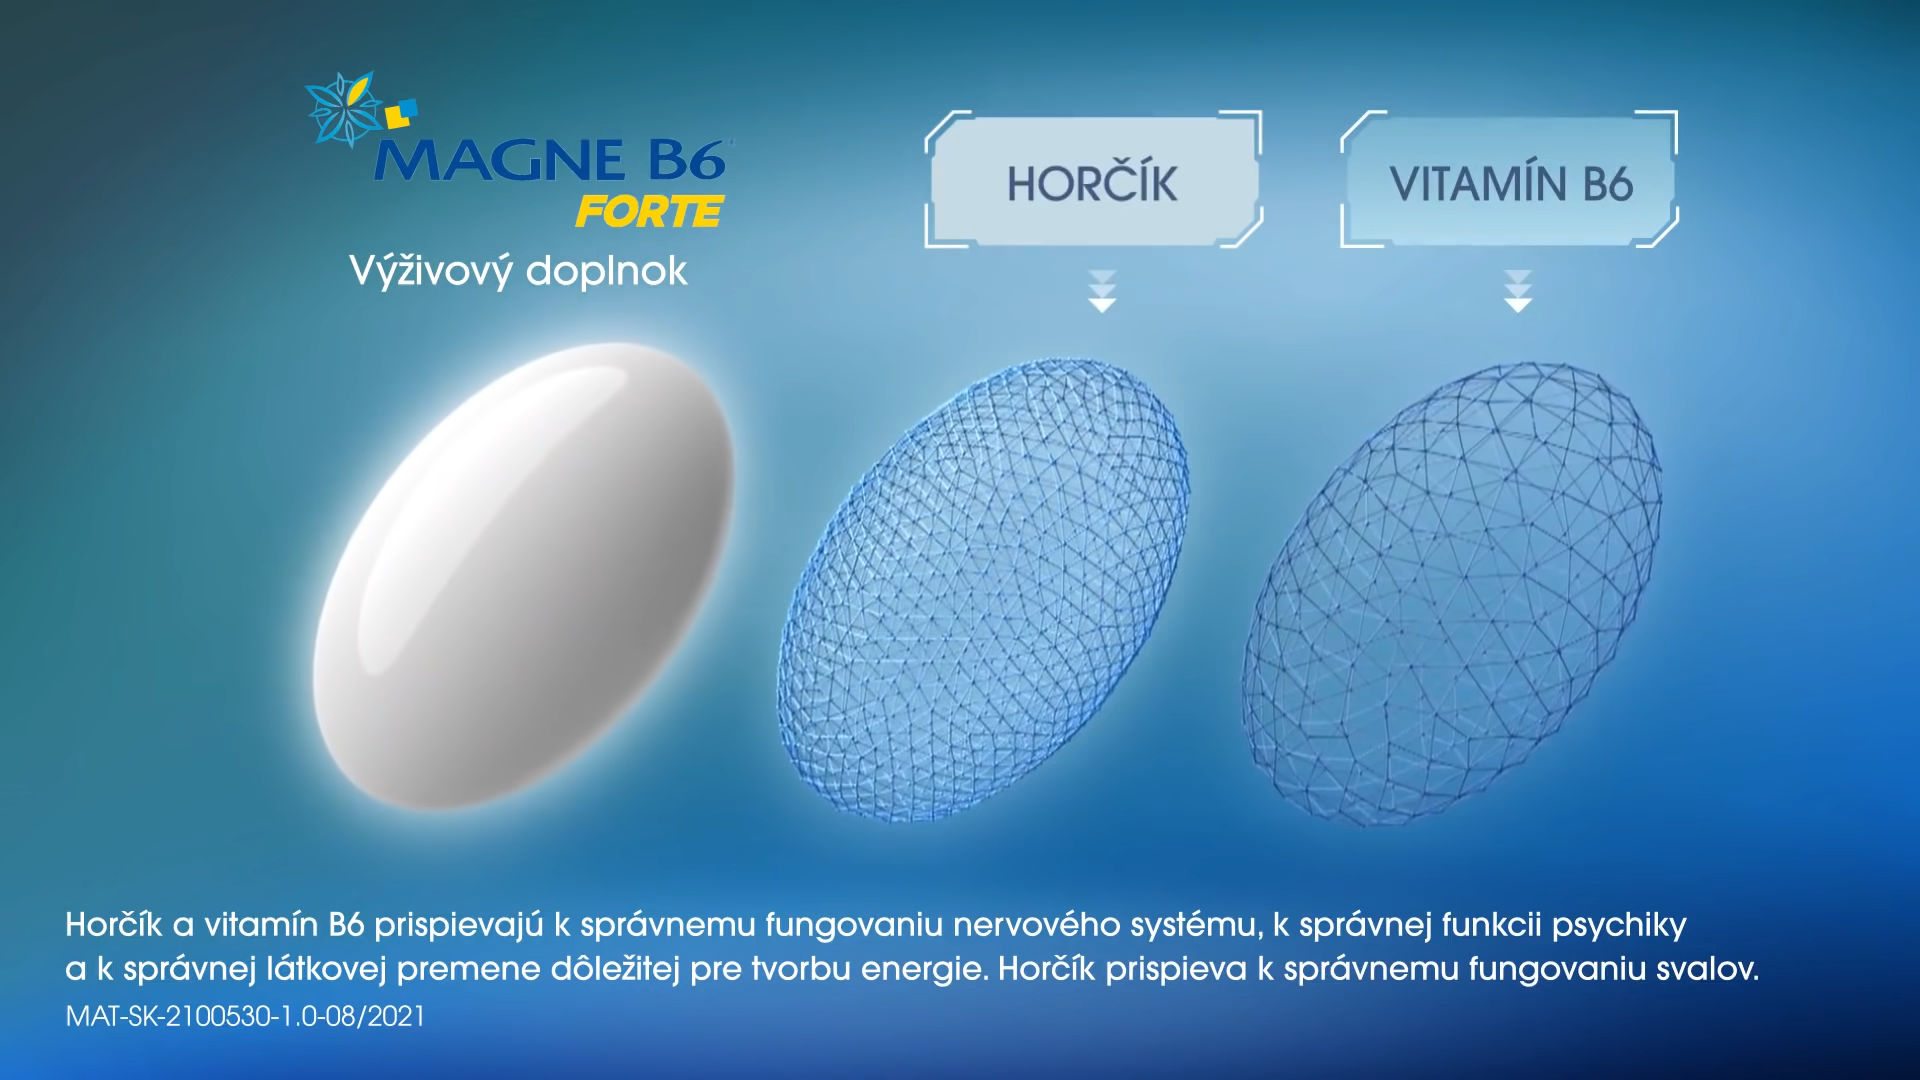 MAGNE B6
FORTE
Výživový doplnok
HORČÍK
VITAMÍN B6
Horčík a vitamín B6 prispievajú k správnemu fungovaniu nervového systému, k správnej funkcii psychiky
a k správnej látkovej premene dôležitej pre tvorbu energie. Horčík prispieva k správnemu fungovaniu svalov.
MAT-SK-2100530-1.0-08/2021